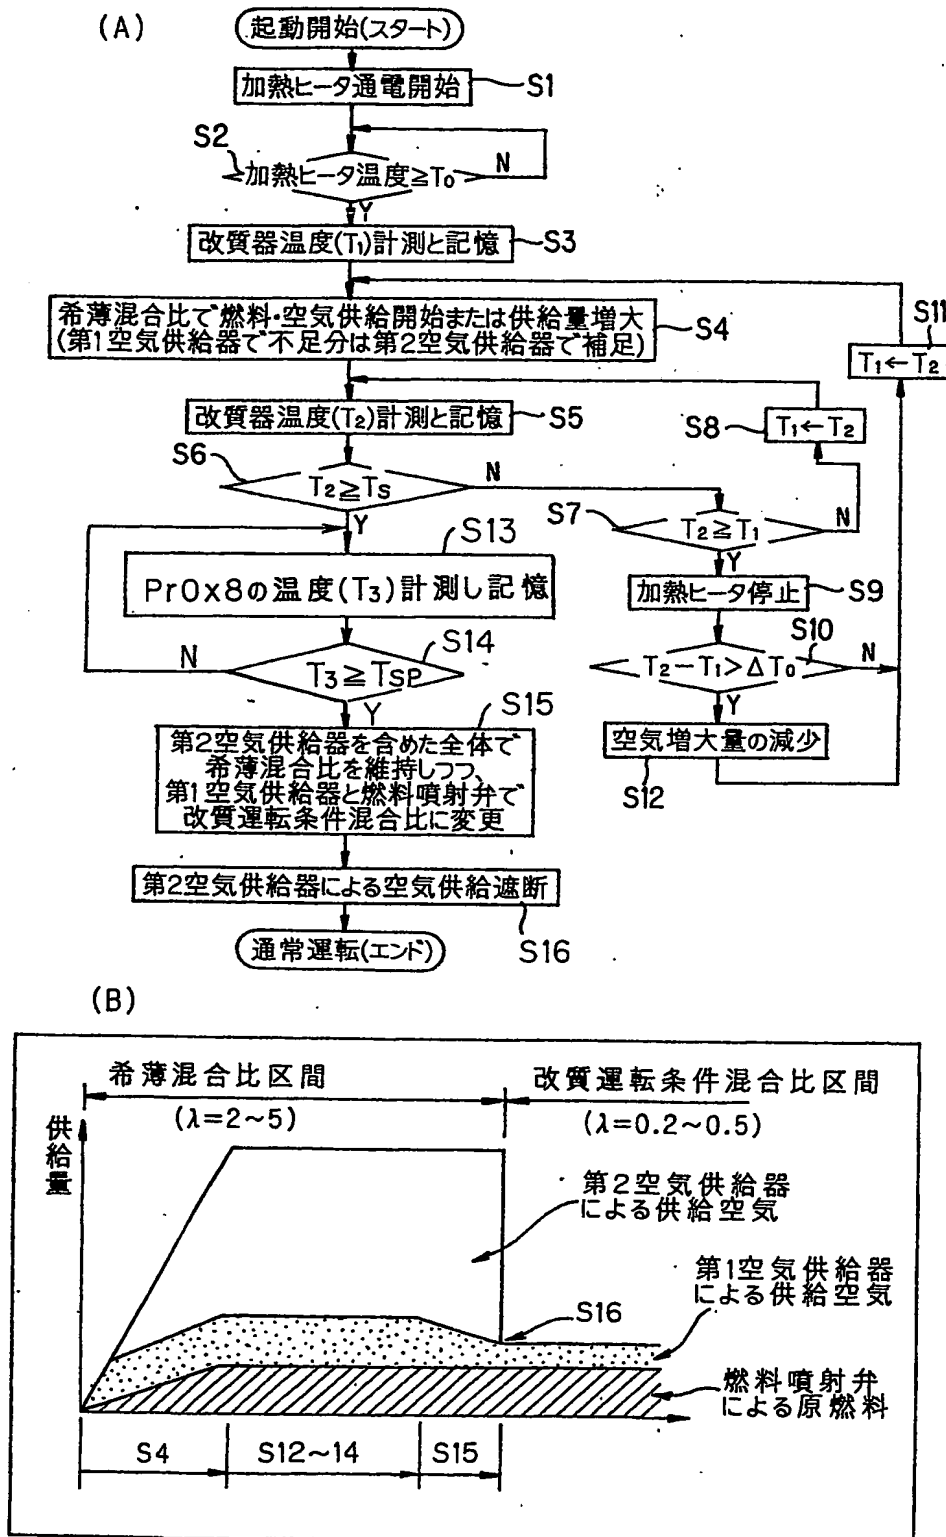 (A)
起動開始(スタート)
加熱ヒータ通電開始
S1
S2
加熱ヒータ温度≧T₀
N
Y
改質器温度(T₁)計測と記憶
S3
希薄混合比で燃料・空気供給開始または供給量増大
(第1空気供給器で不足分は第2空気供給器で補足)
S4
S11
T₁←T₂
改質器温度(T₂)計測と記憶
S5
S8
T₁←T₂
S6
T₂≧Ts
N
Y
S7
T₂≧T₁
N
Y
S13
PrOx8の温度(T₃)計測し記憶
加熱ヒータ停止
S9
S14
T₃≧TSP
N
Y
S10
T₂−T₁>ΔT₀
N
Y
空気増大量の減少
S12
S15
第2空気供給器を含めた全体で
希薄混合比を維持しつつ、
第1空気供給器と燃料噴射弁で
改質運転条件混合比に変更
第2空気供給器による空気供給遮断
S16
通常運転(エンド)
(B)
希薄混合比区間
(λ=2~5)
改質運転条件混合比区間
(λ=0.2~0.5)
供給量
第2空気供給器
による供給空気
第1空気供給器
による供給空気
S16
燃料噴射弁
による原燃料
S4
S12~14
S15